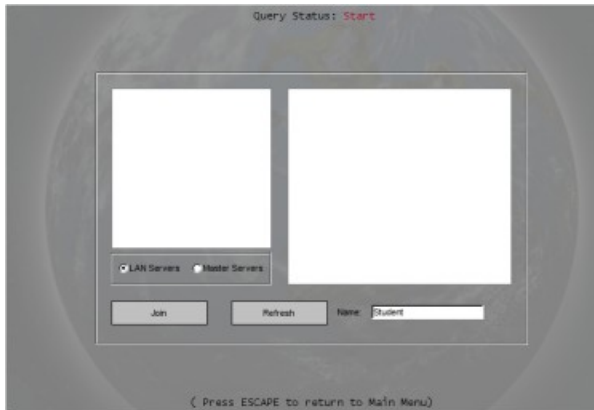 Query Status: Start
LAN Servers Master Servers
Join Refresh Name: Student
( Press ESCAPE to return to Main Menu)